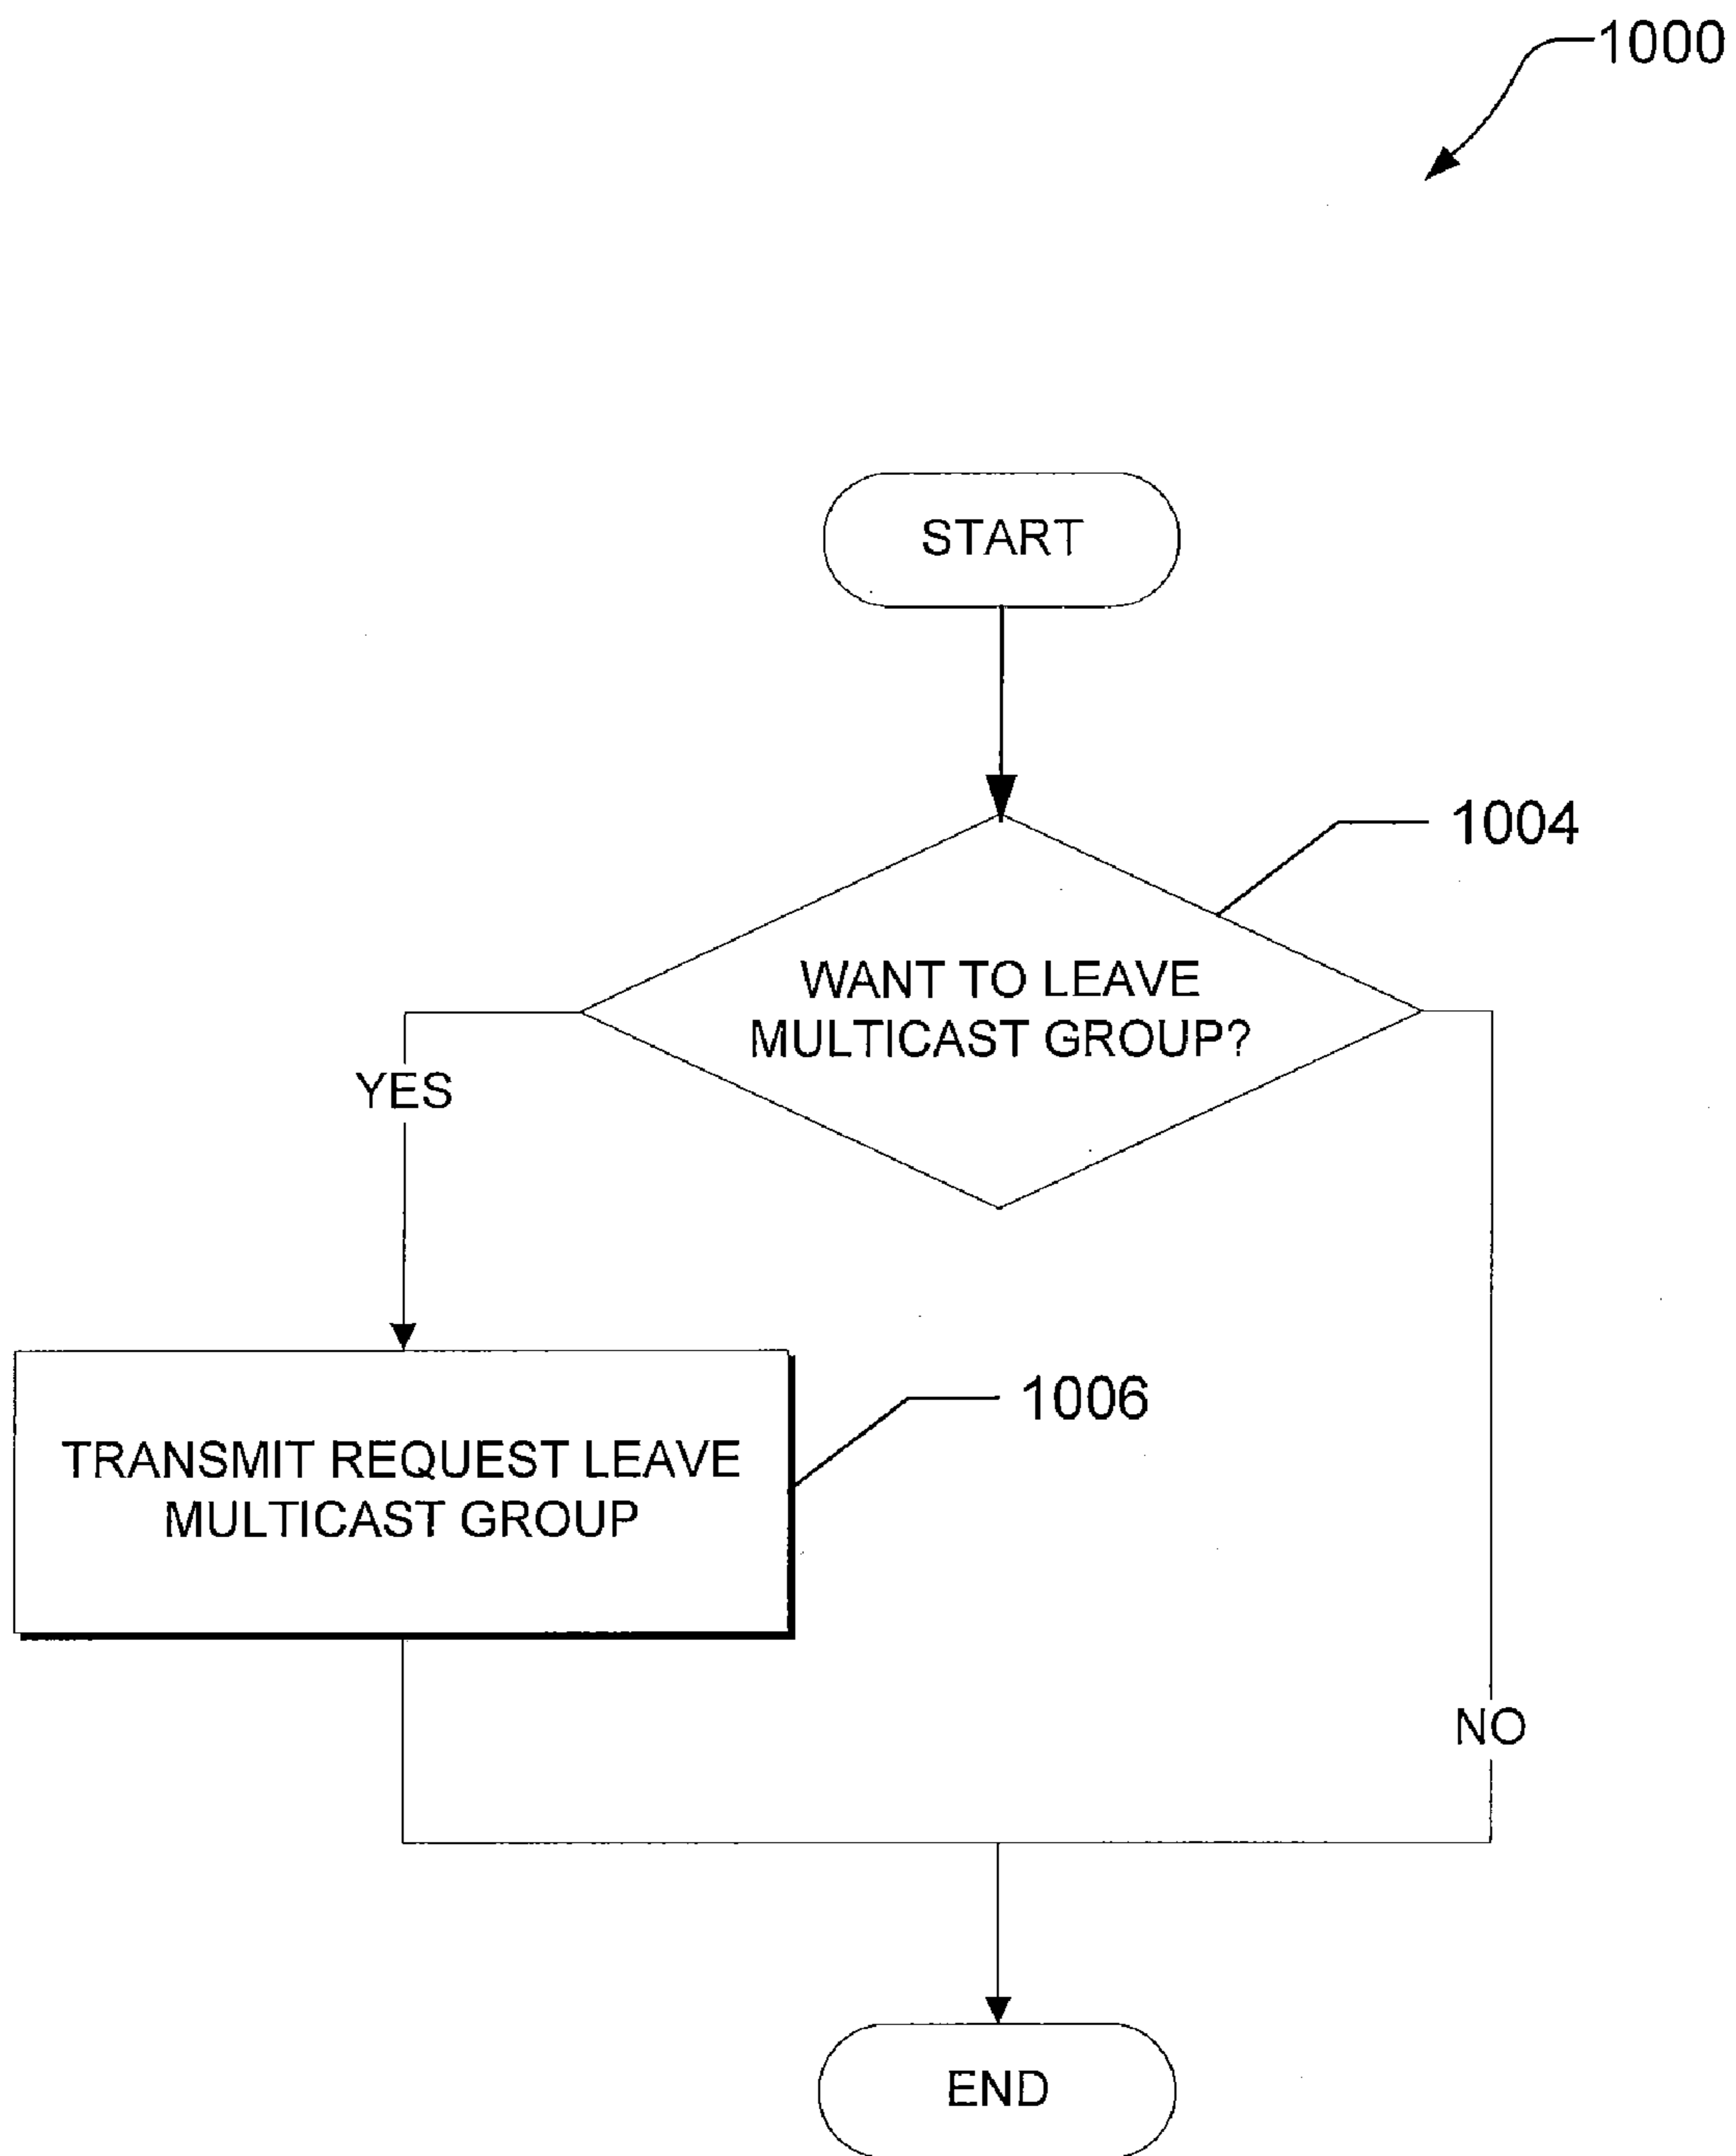 1000
START
1004
WANT TO LEAVE
MULTICAST GROUP?
YES
1006
TRANSMIT REQUEST LEAVE
MULTICAST GROUP
NO
END